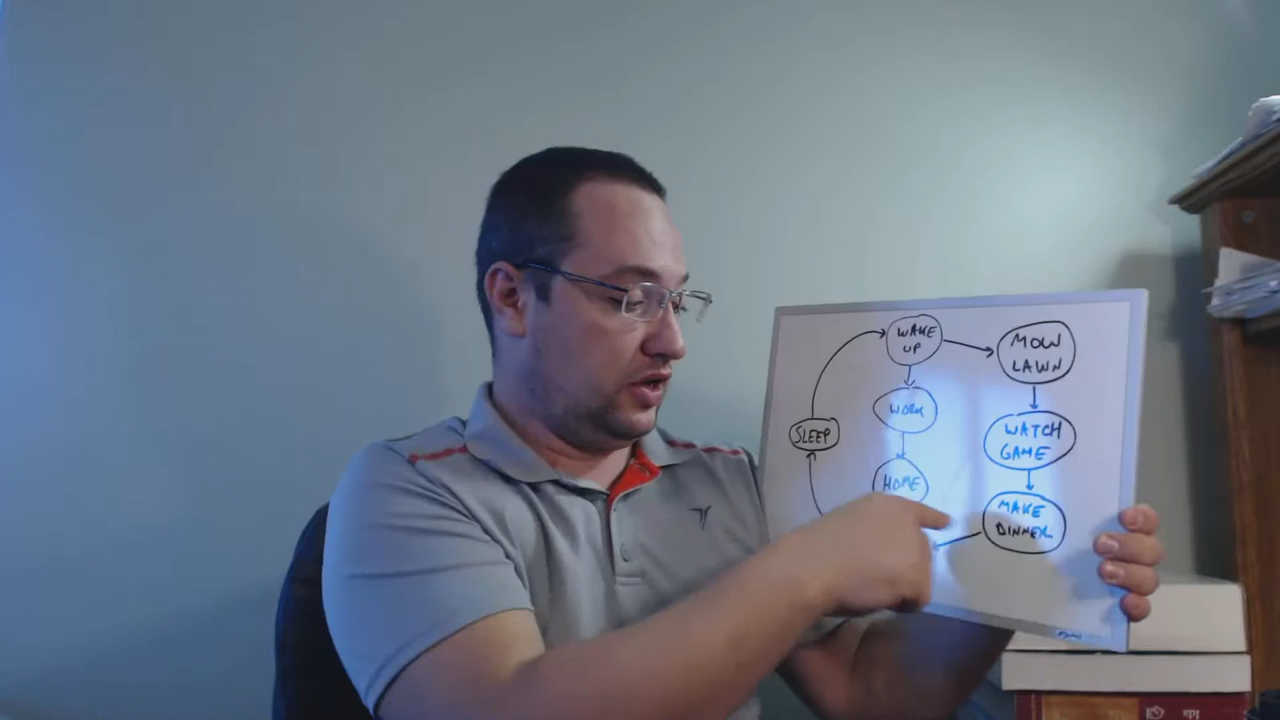 WAKE
UP
MOW
LAWN
WORK
SLEEP
WATCH
GAME
HOME
MAKE
DINNER